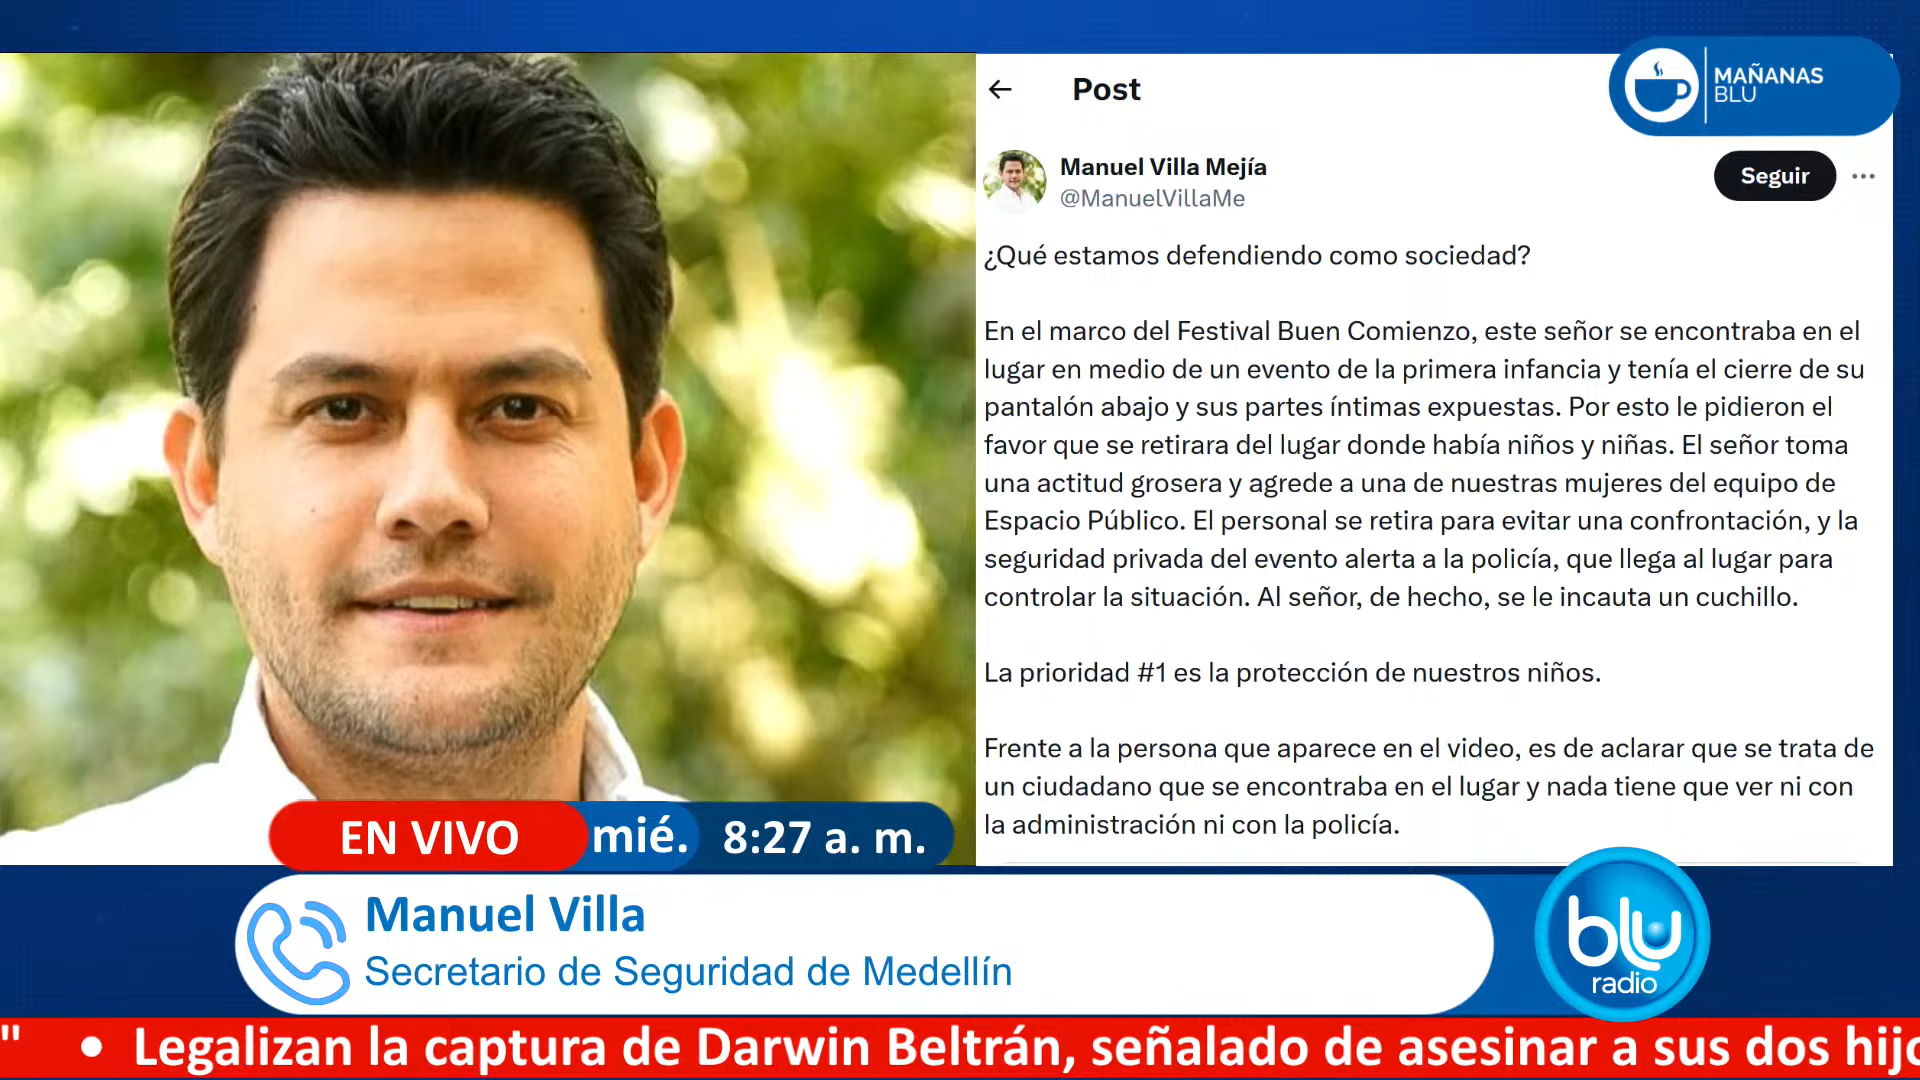 MAÑANAS
BLU
Post
Manuel Villa Mejía
@ManuelVillaMe
Seguir
¿Qué estamos defendiendo como sociedad?
En el marco del Festival Buen Comienzo, este señor se encontraba en el
lugar en medio de un evento de la primera infancia y tenía el cierre de su
pantalón abajo y sus partes íntimas expuestas. Por esto le pidieron el
favor que se retirara del lugar donde había niños y niñas. El señor toma
una actitud grosera y agrede a una de nuestras mujeres del equipo de
Espacio Público. El personal se retira para evitar una confrontación, y la
seguridad privada del evento alerta a la policía, que llega al lugar para
controlar la situación. Al señor, de hecho, se le incauta un cuchillo.
La prioridad #1 es la protección de nuestros niños.
Frente a la persona que aparece en el video, es de aclarar que se trata de
un ciudadano que se encontraba en el lugar y nada tiene que ver ni con
la administración ni con la policía.
EN VIVO mié. 8:27 a. m.
Manuel Villa
Secretario de Seguridad de Medellín
blu
radio
" • Legalizan la captura de Darwin Beltrán, señalado de asesinar a sus dos hijo